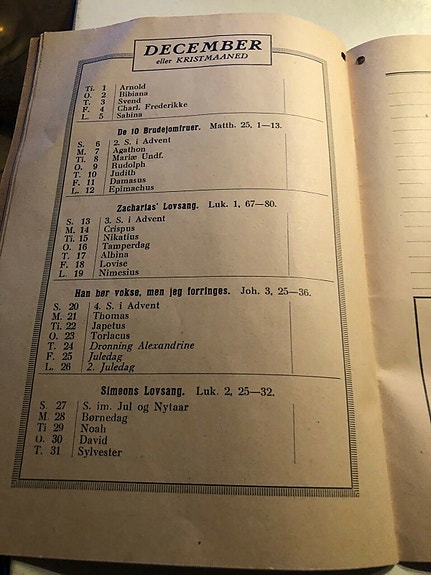 DECEMBER
eller KRISTMAANED
Ti. 1 Arnold
O. 2 Bibiana
T. 3 Svend
F. 4 Charl. Frederikke
L. 5 Sabina
De 10 Brudejomfruer. Matth. 25, 1—13.
S. 6 2. S. i Advent
M. 7 Agathon
Ti. 8 Mariæ Undf.
O. 9 Rudolph
T. 10 Judith
F. 11 Damasus
L. 12 Epimachus
Zacharias' Lovsang. Luk. 1, 67—80.
S. 13 3. S. i Advent
M. 14 Crispus
Ti. 15 Nikatius
O. 16 Tamperdag
T. 17 Albina
F. 18 Lovise
L. 19 Nimesius
Han bør vokse, men jeg forringes. Joh. 3, 25—36.
S. 20 4. S. i Advent
M. 21 Thomas
Ti. 22 Japetus
O. 23 Torlacus
T. 24 Dronning Alexandrine
F. 25 Juledag
L. 26 2. Juledag
Simeons Lovsang. Luk. 2, 25—32.
S. 27 S. im. Jul og Nytaar
M. 28 Børnedag
Ti 29 Noah
O. 30 David
T. 31 Sylvester